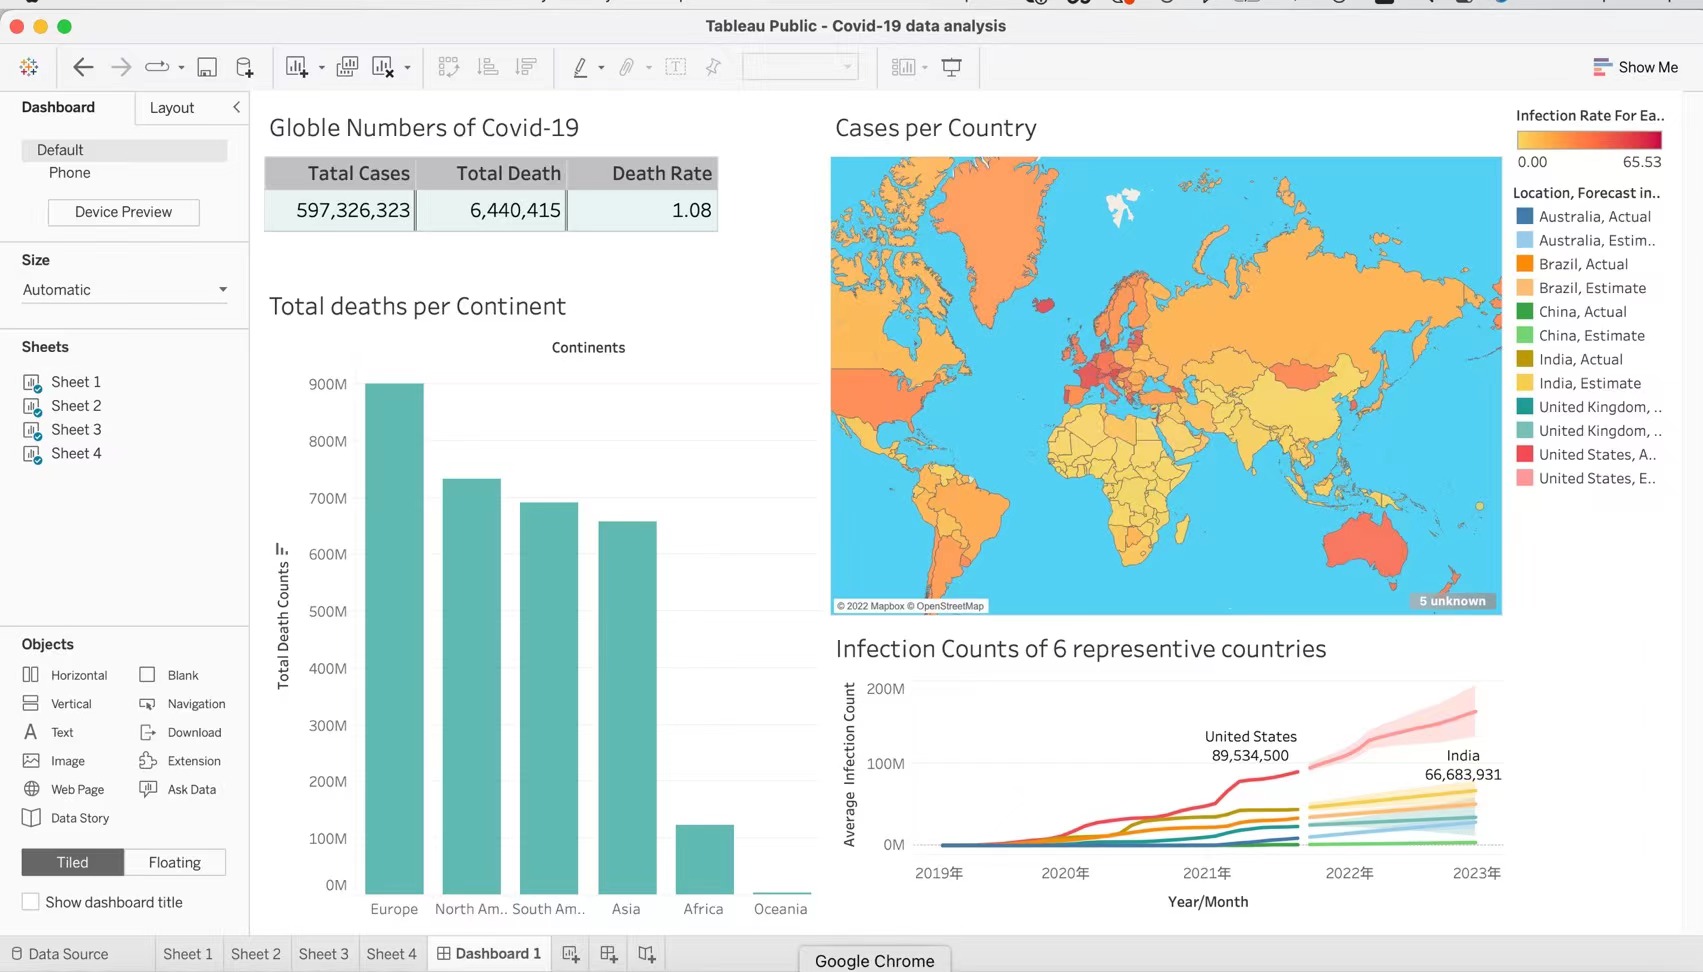 Tableau Public - Covid-19 data analysis
Show Me
Dashboard
Layout
Default
Phone
Device Preview
Size
Automatic
Sheets
Sheet 1
Sheet 2
Sheet 3
Sheet 4
Objects
Horizontal
Blank
Vertical
Navigation
Text
Download
Image
Extension
Web Page
Ask Data
Data Story
Tiled
Floating
Show dashboard title
Globle Numbers of Covid-19
Tatal Cases Total Death Death Rate
597,326,323 6,440,415 1.08
Total deaths per Continent
Continents
Total Death Counts
900M
800M
700M
600M
500M
400M
300M
200M
100M
0M
Europe North Am.. South Am.. Asia Africa Oceania
Cases per Country
© 2022 Mapbox © OpenStreetMap
5 unknown
Infection Counts of 6 representive countries
Average Infection Count
200M
100M
0M
United States
89,534,500
India
66,683,931
2019年 2020年 2021年 2022年 2023年
Year/Month
Infection Rate For Ea..
0.00 65.53
Location, Forecast in..
Australia, Actual
Australia, Estim..
Brazil, Actual
Brazil, Estimate
China, Actual
China, Estimate
India, Actual
India, Estimate
United Kingdom, ..
United Kingdom, ..
United States, A..
United States, E..
Data Source Sheet 1 Sheet 2 Sheet 3 Sheet 4 Dashboard 1
Google Chrome